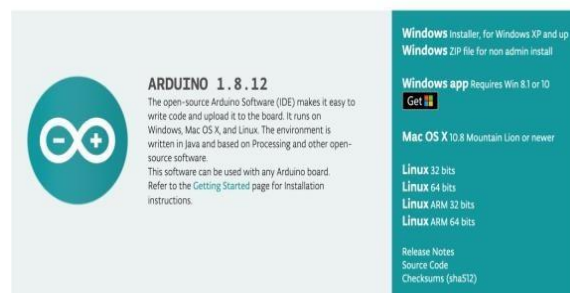 ARDUINO 1.8.12
The open-source Arduino Software (IDE) makes it easy to
write code and upload it to the board. It runs on
Windows, Mac OS X, and Linux. The environment is
written in Java and based on Processing and other open-
source software.
This software can be used with any Arduino board.
Refer to the Getting Started page for Installation
instructions.
Windows Installer, for Windows XP and up
Windows ZIP file for non admin install
Windows app Requires Win 8.1 or 10
Get
Mac OS X 10.8 Mountain Lion or newer
Linux 32 bits
Linux 64 bits
Linux ARM 32 bits
Linux ARM 64 bits
Release Notes
Source Code
Checksums (sha512)